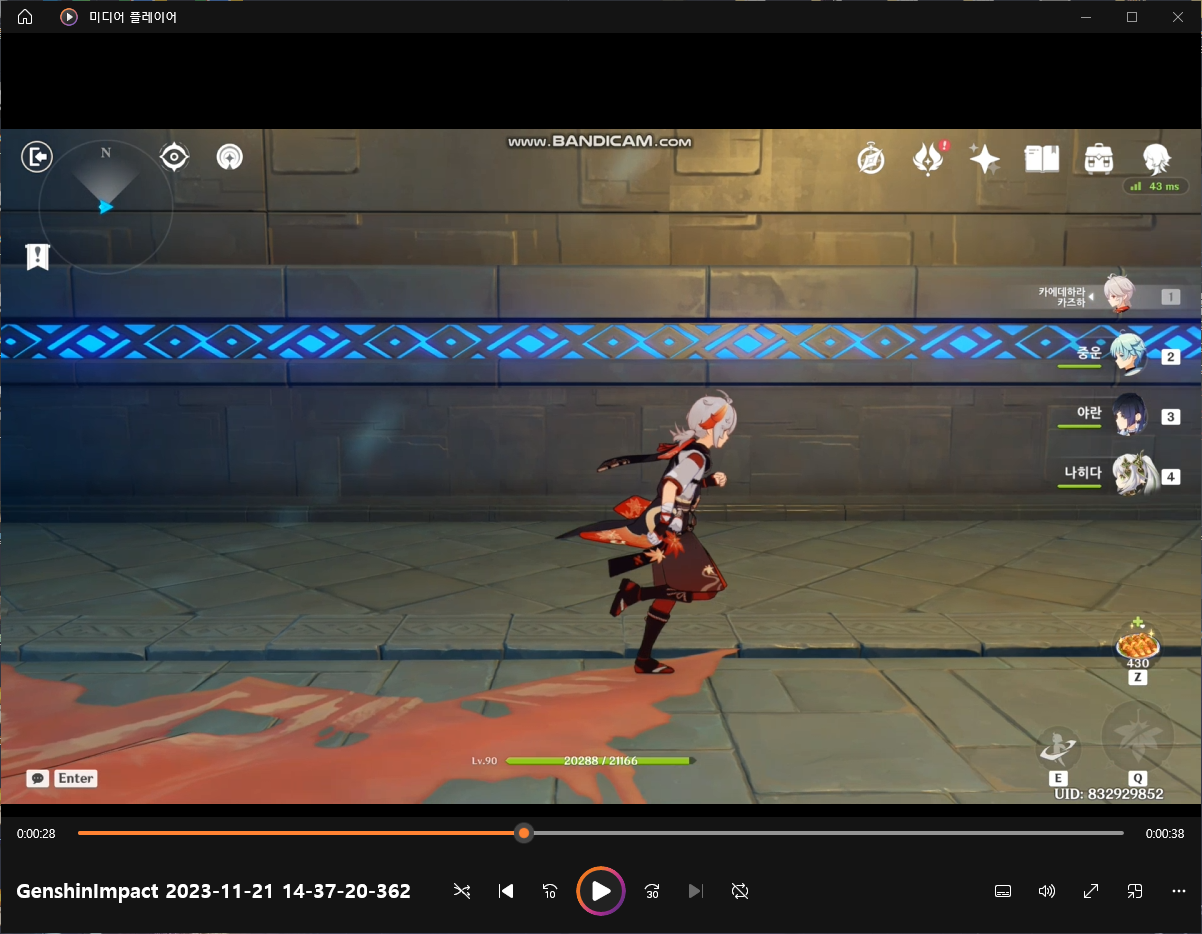 미디어 플레이어
www.BANDICAM.com
N
43 ms
카에데하라
카즈하
1
중운
2
야란
3
나히다
4
430
Z
Lv.90
20288 / 21166
Enter
E
Q
UID: 832929852
0:00:28
0:00:38
GenshinImpact 2023-11-21 14-37-20-362
10
30